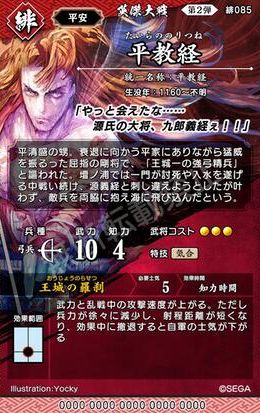 緋 平安 英傑大戦 第2弾 緋085
たいらののりつね
平教経
統一名称:平教経
生没年:1160~不明
「やっと会えたな……
源氏の大将、九郎義経ぇ!!」
平清盛の甥。衰退に向かう平家にありながら猛威
を振るった屈指の剛将で、「王城一の強弓精兵」
と謳われた。壇ノ浦では一門が討死や入水を遂げ
る中戦い続け、源義経と刺し違えようとしたが叶
わず、敵兵を両脇に抱え海に飛び込んだという。
兵種 武力 知力 武将コスト
弓兵 10 4 特技 気合
おうじょうのらせつ
王城の羅刹
必要士気 5
効果時間 知力時間
効果範囲
武力と乱戦中の攻撃速度が上がる。ただし
兵力が徐々に減少し、射程距離が短くな
り、効果中に撤退すると自軍の士気が下が
る
Illustration:Yocky
©SEGA
0000-0000-0000-0000-0000